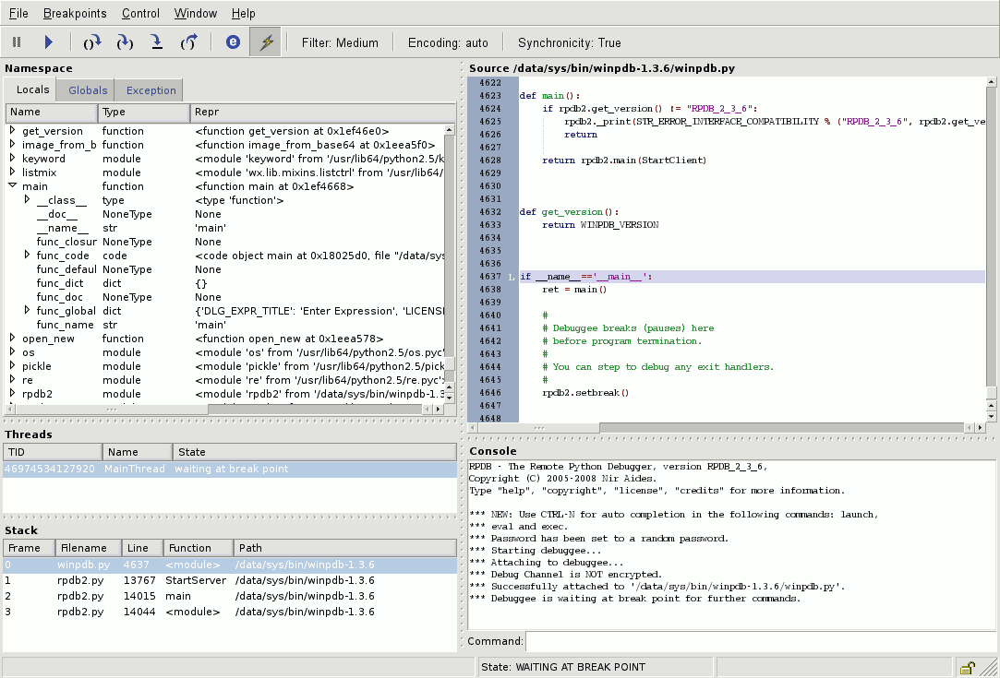 File Breakpoints Control Window Help
Filter: Medium Encoding: auto Synchronicity: True
Namespace
Locals Globals Exception
Name Type Repr
get_version function <function get_version at 0x1ef46e0>
image_from_b function <function image_from_base64 at 0x1eea5f0>
keyword module <module 'keyword' from '/usr/lib64/python2.5/k
listmix module <module 'wx.lib.mixins.listctrl' from '/usr/lib64/
main function <function main at 0x1ef4668>
__class__ type <type 'function'>
__doc__ NoneType None
__name__ str 'main'
func_closur NoneType None
func_code code <code object main at 0x18025d0, file "/data/sys
func_defaul NoneType None
func_dict dict {}
func_doc NoneType None
func_global dict {'DLG_EXPR_TITLE': 'Enter Expression', 'LICENSI
func_name str 'main'
open_new function <function open_new at 0x1eea578>
os module <module 'os' from '/usr/lib64/python2.5/os.pyc
pickle module <module 'pickle' from '/usr/lib64/python2.5/pick
re module <module 're' from '/usr/lib64/python2.5/re.pyc'
rpdb2 module <module 'rpdb2' from '/data/sys/bin/winpdb-1.3
Threads
TID Name State
46974534127920 MainThread waiting at break point
Stack
Frame Filename Line Function Path
0 winpdb.py 4637 <module> /data/sys/bin/winpdb-1.3.6
1 rpdb2.py 13767 StartServer /data/sys/bin/winpdb-1.3.6
2 rpdb2.py 14015 main /data/sys/bin/winpdb-1.3.6
3 rpdb2.py 14044 <module> /data/sys/bin/winpdb-1.3.6
Source /data/sys/bin/winpdb-1.3.6/winpdb.py
4622
4623 def main():
4624 if rpdb2.get_version() != "RPDB_2_3_6":
4625 rpdb2._print(STR_ERROR_INTERFACE_COMPATIBILITY % ("RPDB_2_3_6", rpdb2.get_ve
4626 return
4627
4628 return rpdb2.main(StartClient)
4629
4630
4631
4632 def get_version():
4633 return WINPDB_VERSION
4634
4635
4636
4637 L if __name__=='__main__':
4638 ret = main()
4639
4640 #
4641 # Debuggee breaks (pauses) here
4642 # before program termination.
4643 #
4644 # You can step to debug any exit handlers.
4645 #
4646 rpdb2.setbreak()
4647
4648
Console
RPDB - The Remote Python Debugger, version RPDB_2_3_6,
Copyright (C) 2005-2008 Nir Aides.
Type "help", "copyright", "license", "credits" for more information.
*** NEW: Use CTRL-N for auto completion in the following commands: launch,
*** eval and exec.
*** Password has been set to a random password.
*** Starting debuggee...
*** Attaching to debuggee...
*** Debug Channel is NOT encrypted.
*** Successfully attached to '/data/sys/bin/winpdb-1.3.6/winpdb.py'.
*** Debuggee is waiting at break point for further commands.
Command:
State: WAITING AT BREAK POINT